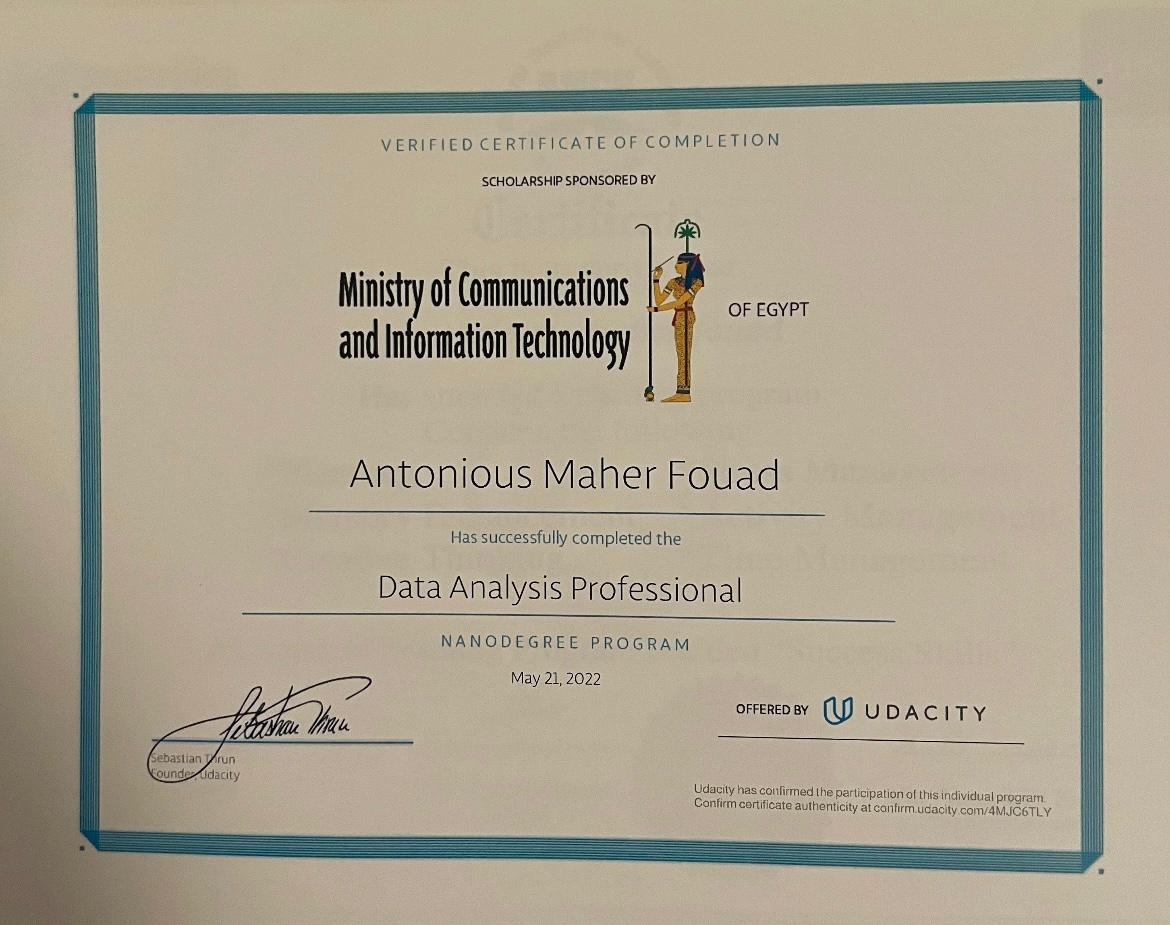 VERIFIED CERTIFICATE OF COMPLETION
SCHOLARSHIP SPONSORED BY
Ministry of Communications
and Information Technology
OF EGYPT
Antonious Maher Fouad
Has successfully completed the
Data Analysis Professional
NANODEGREE PROGRAM
May 21, 2022
Sebastian Thrun
Sebastian Thrun
Founder, Udacity
OFFERED BY UDACITY
Udacity has confirmed the participation of this individual program.
Confirm certificate authenticity at confirm.udacity.com/4MJC6TLY